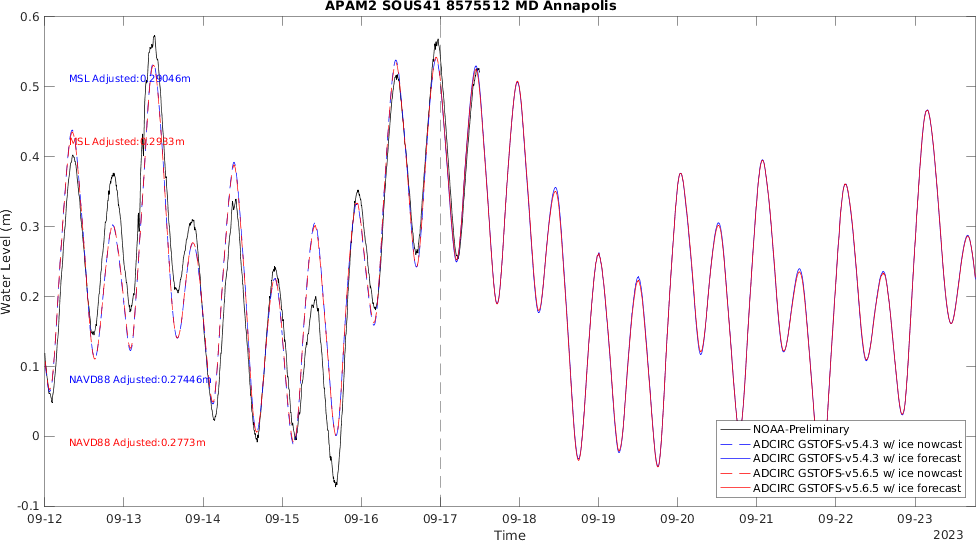 APAM2 SOUS41 8575512 MD Annapolis
0.6
0.5
0.4
0.3
0.2
0.1
0
-0.1
Water Level (m)
MSL Adjusted:0.29046m
MSL Adjusted:0.2933m
NAVD88 Adjusted:0.27446m
NAVD88 Adjusted:0.2773m
NOAA-Preliminary
ADCIRC GSTOFS-v5.4.3 w/ ice nowcast
ADCIRC GSTOFS-v5.4.3 w/ ice forecast
ADCIRC GSTOFS-v5.6.5 w/ ice nowcast
ADCIRC GSTOFS-v5.6.5 w/ ice forecast
09-12 09-13 09-14 09-15 09-16 09-17 09-18 09-19 09-20 09-21 09-22 09-23
Time
2023